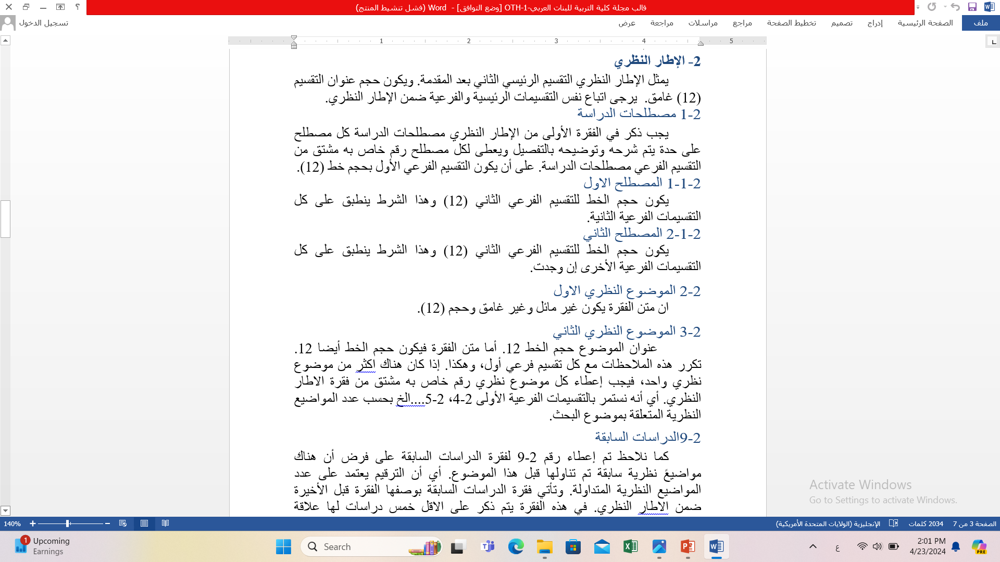 قالب مجلة كلية التربية للبنات العربي-OTH-1 [وضع التوافق] - Word (فشل تنشيط المنتج)
ملف الصفحة الرئيسية إدراج تصميم تخطيط الصفحة مراجع مراسلات مراجعة عرض
تسجيل الدخول
1 2 3 4 5
2- الإطار النظري
يمثل الإطار النظري التقسيم الرئيسي الثاني بعد المقدمة. ويكون حجم عنوان التقسيم
(12) غامق. يرجى اتباع نفس التقسيمات الرئيسية والفرعية ضمن الإطار النظري.
1-2 مصطلحات الدراسة
يجب ذكر في الفقرة الأولى من الإطار النظري مصطلحات الدراسة كل مصطلح
على حدة يتم شرحه وتوضيحه بالتفصيل ويعطى لكل مصطلح رقم خاص به مشتق من
التقسيم الفرعي مصطلحات الدراسة. على أن يكون التقسيم الفرعي الأول بحجم خط (12).
1-1-2 المصطلح الاول
يكون حجم الخط للتقسيم الفرعي الثاني (12) وهذا الشرط ينطبق على كل
التقسيمات الفرعية الثانية.
2-1-2 المصطلح الثاني
يكون حجم الخط للتقسيم الفرعي الثاني (12) وهذا الشرط ينطبق على كل
التقسيمات الفرعية الأخرى إن وجدت.
2-2 الموضوع النظري الاول
ان متن الفقرة يكون غير مائل وغير غامق وحجم (12).
3-2 الموضوع النظري الثاني
عنوان الموضوع حجم الخط 12. أما متن الفقرة فيكون حجم الخط أيضا 12.
تكرر هذه الملاحظات مع كل تقسيم فرعي أول، وهكذا. إذا كان هناك اكثر من موضوع
نظري واحد، فيجب إعطاء كل موضوع نظري رقم خاص به مشتق من فقرة الاطار
النظري. أي أنه نستمر بالتقسيمات الفرعية الأولى 2-4، 2-5....الخ بحسب عدد المواضيع
النظرية المتعلقة بموضوع البحث.
9-2الدراسات السابقة
كما نلاحظ تم إعطاء رقم 2-9 لفقرة الدراسات السابقة على فرض أن هناك
مواضيعً نظرية سابقة تم تناولها قبل هذا الموضوع. أي أن الترقيم يعتمد على عدد
المواضيع النظرية المتداولة. وتأتي فقرة الدراسات السابقة بوصفها الفقرة قبل الأخيرة
ضمن الاطار النظري. في هذه الفقرة يتم ذكر على الاقل خمس دراسات لها علاقة
Activate Windows
Go to Settings to activate Windows.
الصفحة 3 من 7 2034 كلمات الإنجليزية (الولايات المتحدة الأمريكية)
140%
1
Upcoming
Earnings
Search
ع
2:01 PM
4/23/2024
PRE